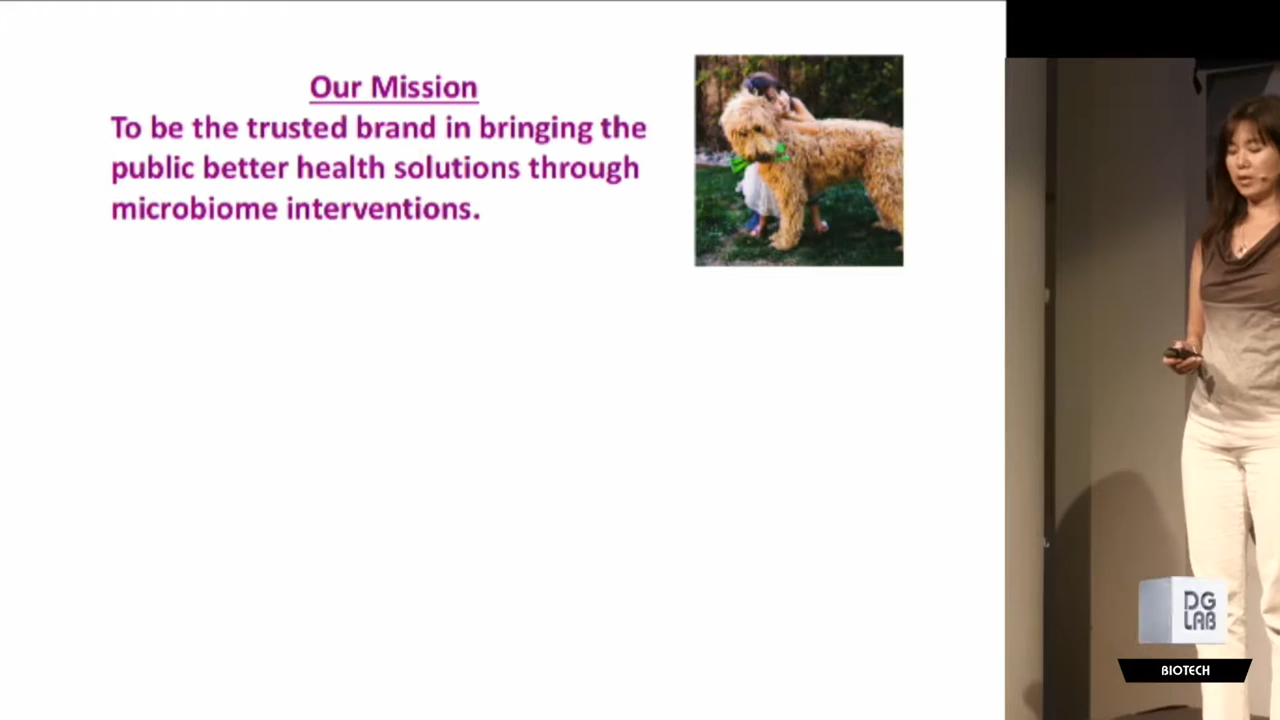 Our Mission
To be the trusted brand in bringing the
public better health solutions through
microbiome interventions.
DG
LAB
BIOTECH